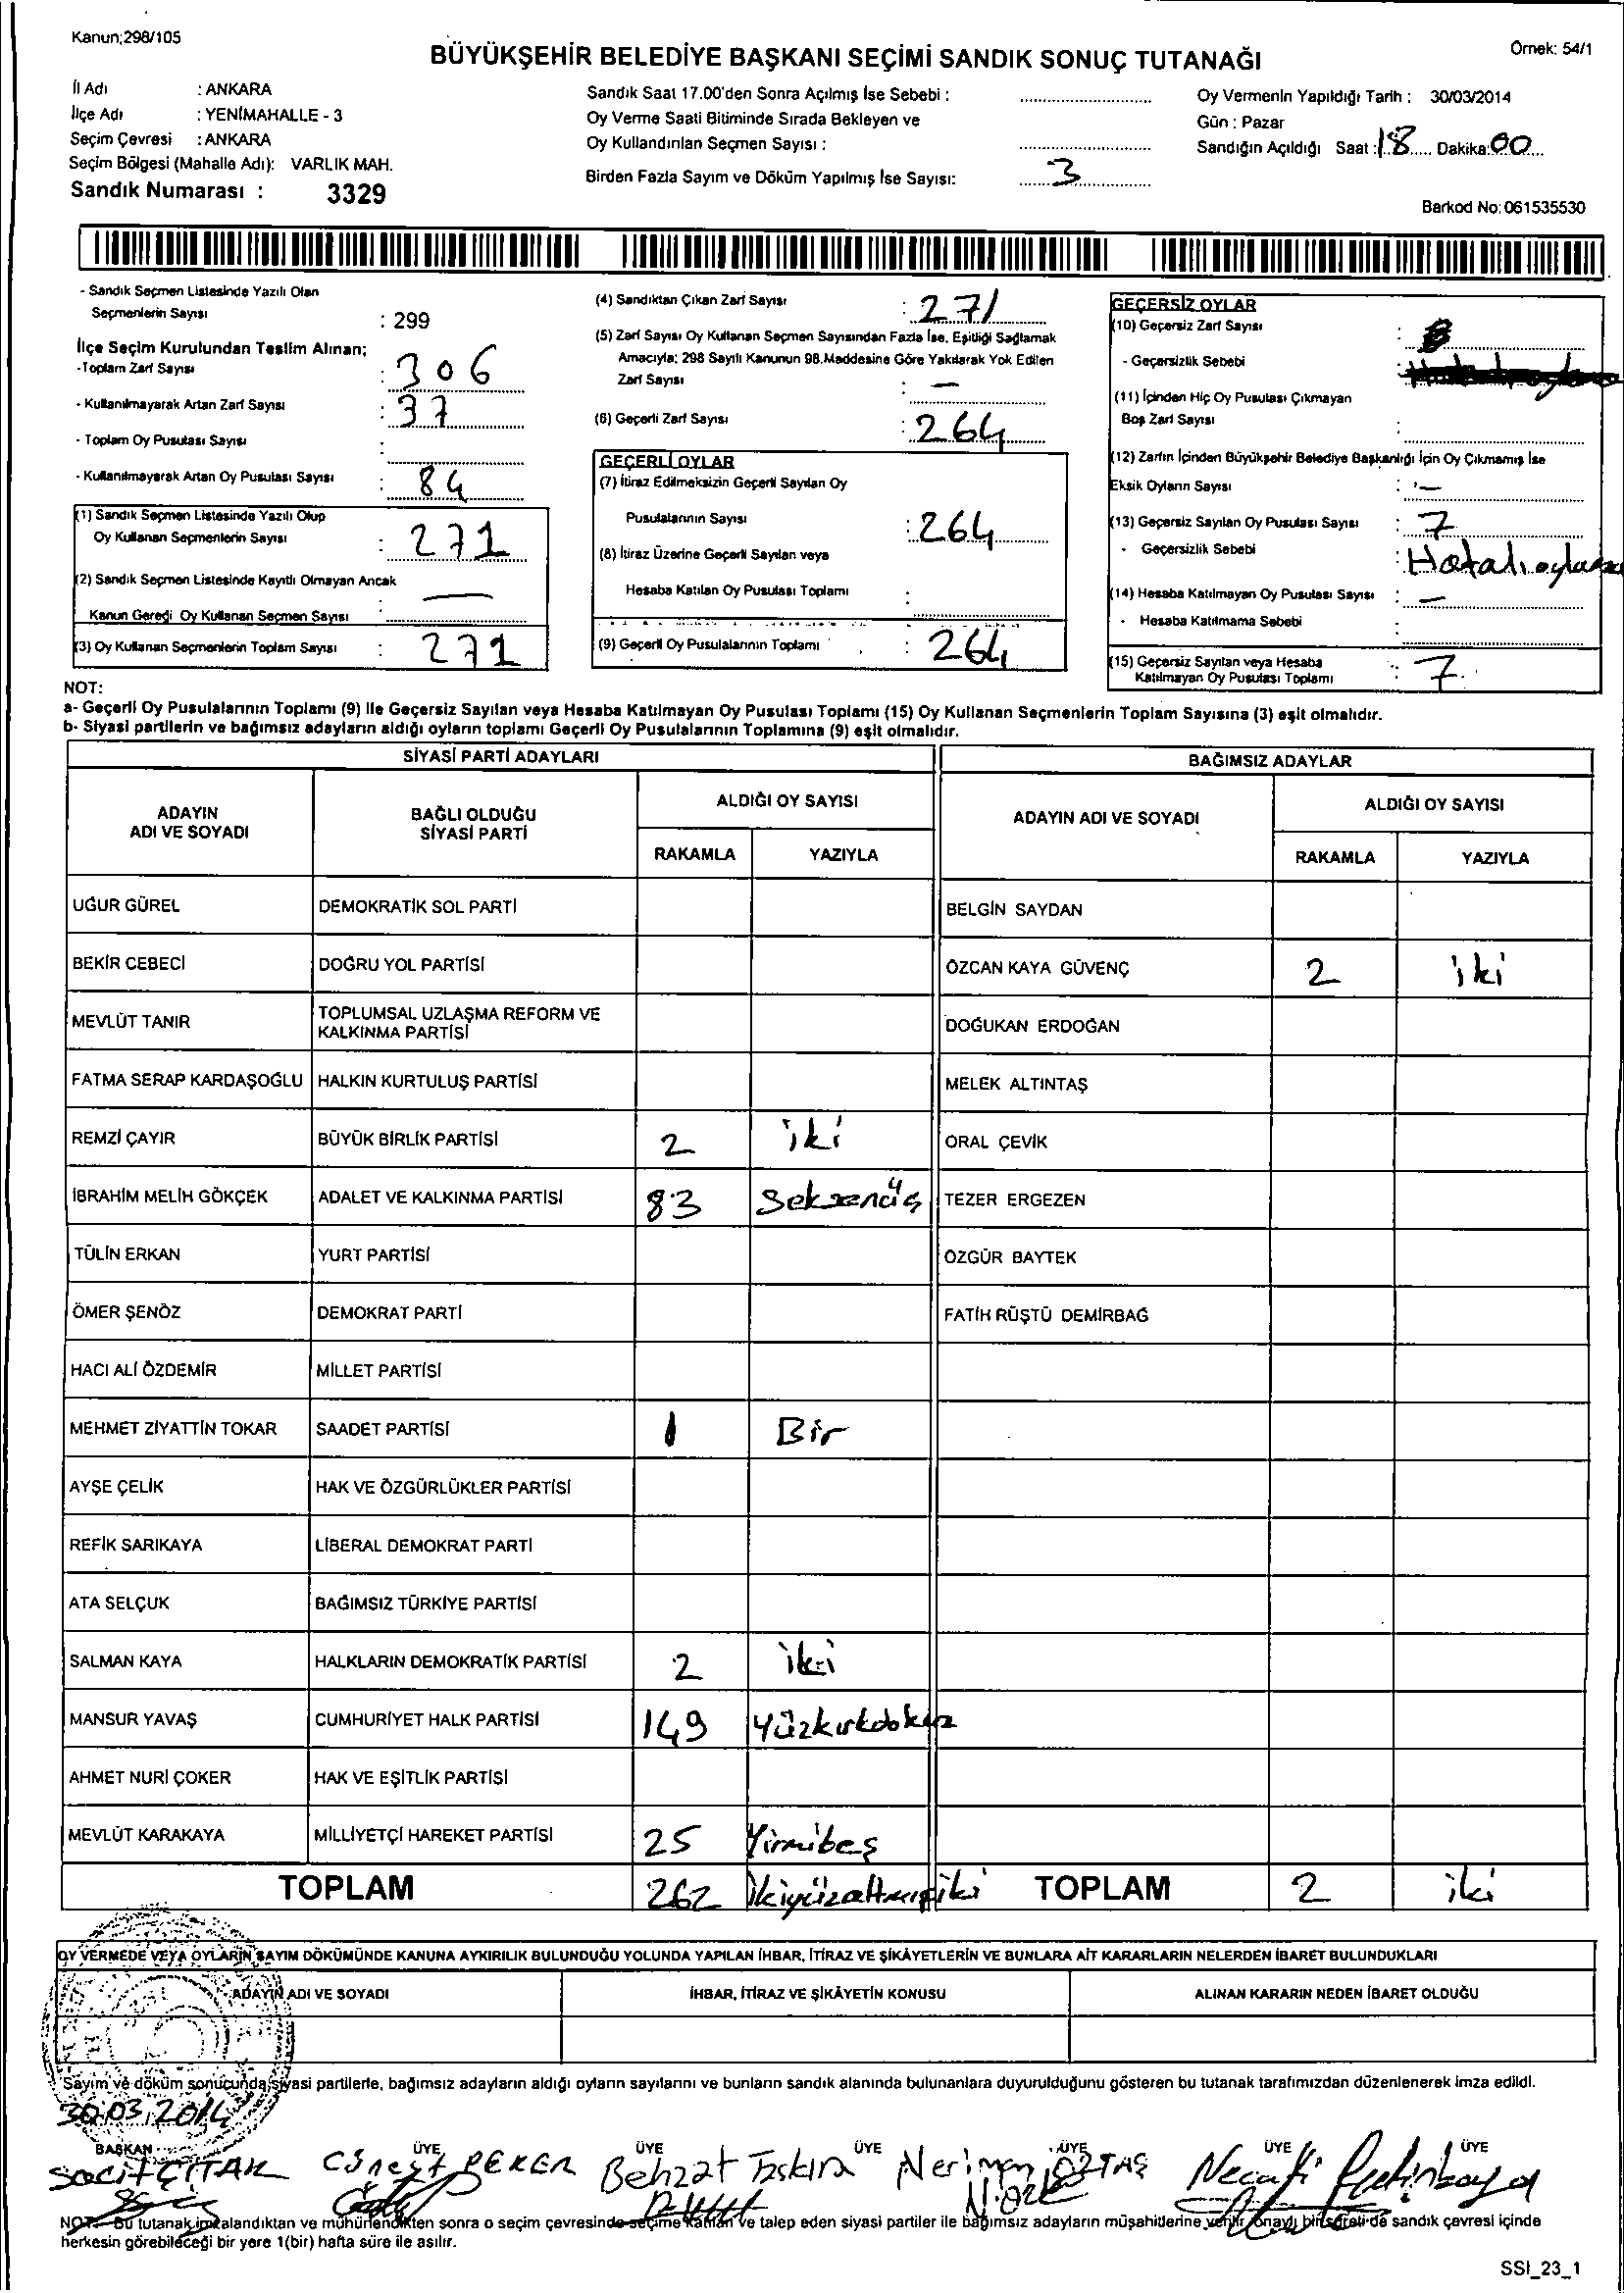 Kanun;298/105
Örnek: 54/1
BÜYÜKŞEHİR BELEDİYE BAŞKANI SEÇİMİ SANDIK SONUÇ TUTANAĞI
İl Adı : ANKARA
İlçe Adı : YENİMAHALLE - 3
Seçim Çevresi : ANKARA
Seçim Bölgesi (Mahalle Adı): VARLIK MAH.
Sandık Numarası : 3329
Sandık Saat 17.00'den Sonra Açılmış İse Sebebi :
Oy Verme Saati Bitiminde Sırada Bekleyen ve
Oy Kullandırılan Seçmen Sayısı :
Birden Fazla Sayım ve Döküm Yapılmış İse Sayısı: 3
Oy Vermenin Yapıldığı Tarih : 30/03/2014
Gün : Pazar
Sandığın Açıldığı Saat : 18 Dakika: 00
Barkod No: 061535530
- Sandık Seçmen Listesinde Yazılı Olan
Seçmenlerin Sayısı : 299
İlçe Seçim Kurulundan Teslim Alınan;
-Toplam Zarf Sayısı : 306
- Kullanılmayarak Artan Zarf Sayısı : 37
- Toplam Oy Pusulası Sayısı :
- Kullanılmayarak Artan Oy Pusulası Sayısı : 84
(1) Sandık Seçmen Listesinde Yazılı Olup
Oy Kullanan Seçmenlerin Sayısı : 271
(2) Sandık Seçmen Listesinde Kayıtlı Olmayan Ancak
Kanun Geredi Oy Kullanan Seçmen Sayısı : —
(3) Oy Kullanan Seçmenlerin Toplam Sayısı : 271
(4) Sandıktan Çıkan Zarf Sayısı : 271
(5) Zarf Sayısı Oy Kullanan Seçmen Sayısından Fazla İse, Eşitliği Sağlamak
Amacıyla; 298 Sayılı Kanunun 98.Maddesine Göre Yakılarak Yok Edilen
Zarf Sayısı : —
(6) Geçerli Zarf Sayısı : 264
GEÇERLİ OYLAR
(7) İtiraz Edilmeksizin Geçerli Sayılan Oy
Pusulalarının Sayısı : 264
(8) İtiraz Üzerine Geçerli Sayılan veya
Hesaba Katılan Oy Pusulası Toplamı :
(9) Geçerli Oy Pusulalarının Toplamı : 264
GEÇERSİZ OYLAR
(10) Geçersiz Zarf Sayısı :
- Geçersizlik Sebebi :
(11) İçinden Hiç Oy Pusulası Çıkmayan
Boş Zarf Sayısı :
(12) Zarfın İçinden Büyükşehir Belediye Başkanlığı İçin Oy Çıkmamış İse
Eksik Oyların Sayısı : —
(13) Geçersiz Sayılan Oy Pusulası Sayısı : 7
- Geçersizlik Sebebi : Hatalı
(14) Hesaba Katılmayan Oy Pusulası Sayısı : —
- Hesaba Katılmama Sebebi :
(15) Geçersiz Sayılan veya Hesaba
Katılmayan Oy Pusulası Toplamı : 7
NOT:
a- Geçerli Oy Pusulalarının Toplamı (9) ile Geçersiz Sayılan veya Hesaba Katılmayan Oy Pusulası Toplamı (15) Oy Kullanan Seçmenlerin Toplam Sayısına (3) eşit olmalıdır.
b- Siyasi partilerin ve bağımsız adayların aldığı oyların toplamı Geçerli Oy Pusulalarının Toplamına (9) eşit olmalıdır.
SİYASİ PARTİ ADAYLARI
BAĞIMSIZ ADAYLAR
ADAYIN ADI VE SOYADI
BAĞLI OLDUĞU SİYASİ PARTİ
ALDIĞI OY SAYISI
ADAYIN ADI VE SOYADI
ALDIĞI OY SAYISI
RAKAMLA YAZIYLA RAKAMLA YAZIYLA
UĞUR GÜREL DEMOKRATİK SOL PARTİ BELGİN SAYDAN
BEKİR CEBECİ DOĞRU YOL PARTİSİ ÖZCAN KAYA GÜVENÇ 2 iki
MEVLÜT TANIR TOPLUMSAL UZLAŞMA REFORM VE KALKINMA PARTİSİ DOĞUKAN ERDOĞAN
FATMA SERAP KARDAŞOĞLU HALKIN KURTULUŞ PARTİSİ MELEK ALTINTAŞ
REMZİ ÇAYIR BÜYÜK BİRLİK PARTİSİ 2 iki ORAL ÇEVİK
İBRAHİM MELİH GÖKÇEK ADALET VE KALKINMA PARTİSİ 83 Seksenüç TEZER ERGEZEN
TÜLİN ERKAN YURT PARTİSİ ÖZGÜR BAYTEK
ÖMER ŞENÖZ DEMOKRAT PARTİ FATİH RÜŞTÜ DEMİRBAĞ
HACI ALİ ÖZDEMİR MİLLET PARTİSİ
MEHMET ZİYATTİN TOKAR SAADET PARTİSİ 1 Bir
AYŞE ÇELİK HAK VE ÖZGÜRLÜKLER PARTİSİ
REFİK SARIKAYA LİBERAL DEMOKRAT PARTİ
ATA SELÇUK BAĞIMSIZ TÜRKİYE PARTİSİ
SALMAN KAYA HALKLARIN DEMOKRATİK PARTİSİ 2 iki
MANSUR YAVAŞ CUMHURİYET HALK PARTİSİ 149 Yüzkırkdokuz
AHMET NURİ ÇOKER HAK VE EŞİTLİK PARTİSİ
MEVLÜT KARAKAYA MİLLİYETÇİ HAREKET PARTİSİ 25 Yirmibeş
TOPLAM 262 İkiyüzaltmışiki TOPLAM 2 iki
OY VERMEDE VEYA OYLARIN SAYIM DÖKÜMÜNDE KANUNA AYKIRILIK BULUNDUĞU YOLUNDA YAPILAN İHBAR, İTİRAZ VE ŞİKÂYETLERİN VE BUNLARA AİT KARARLARIN NELERDEN İBARET BULUNDUKLARI
ADAYIN ADI VE SOYADI İHBAR, İTİRAZ VE ŞİKÂYETİN KONUSU ALINAN KARARIN NEDEN İBARET OLDUĞU
Sayım ve döküm sonucunda siyasi partilerle, bağımsız adayların aldığı oyların sayılarını ve bunların sandık alanında bulunanlara duyurulduğunu gösteren bu tutanak tarafımızdan düzenlenerek imza edildi.
30.03.2014
BAŞKAN ÜYE ÜYE ÜYE ÜYE ÜYE ÜYE
Sacit ÇITAK Cüneyt PEKER Behzat Taşkın Neriman ÖZTAŞ Necati
NOT: Bu tutanak imzalandıktan ve mühürlendikten sonra o seçim çevresinde seçime katılan ve talep eden siyasi partiler ile bağımsız adayların müşahitlerine verilir onaylı bir sureti de sandık çevresi içinde
herkesin görebileceği bir yere 1(bir) hafta süre ile asılır.
SSI_23_1